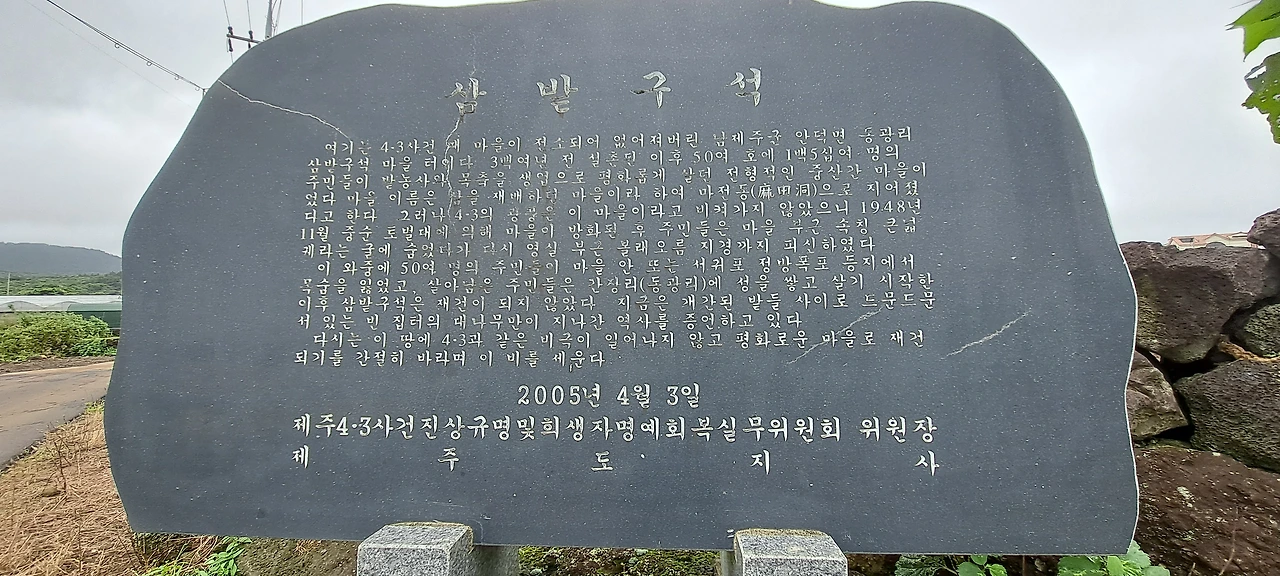 삼 밭 구 석
여기는 4·3사건 때 마을이 전소되어 없어져버린 남제주군 안덕면 동광리
삼밭구석 마을 터이다. 3백여년 전 실촌된 이후 50여 호에 1백5십여 명의
주민들이 밭농사와 목축을 생업으로 평화롭게 살던 전형적인 중산간 마을이
었다 마을 이름은 삼을 재배하던 마을이라 하여 마전동(麻田洞)으로 지어졌
다고 한다. 그러나 4·3의 광풍은 이 마을이라고 비켜가지 않았으니 1948년
11월 중순 토벌대에 의해 마을이 방화된 후 주민들은 마을 부근 속칭 큰넓
궤라는 굴에 숨었다가 다시 영실 부근 볼레오름 지경까지 피신하였다
이 와중에 50여 명의 주민들이 마을 안 또는 서귀포 정방폭포 등지에서
목숨을 잃었고, 살아남은 주민들은 간장리(동광리)에 성을 쌓고 살기 시작한
이후 삼밭구석은 재건이 되지 않았다. 지금은 개간된 밭들 사이로 드문드문
서 있는 빈 집터의 대나무만이 지나간 역사를 증언하고 있다
다시는 이 땅에 4·3과 같은 비극이 일어나지 않고 평화로운 마을로 재건
되기를 간절히 바라며 이 비를 세운다
2005년 4월 3일
제주4·3사건진상규명및희생자명예회복실무위원회 위원장
제 주 도 지 사